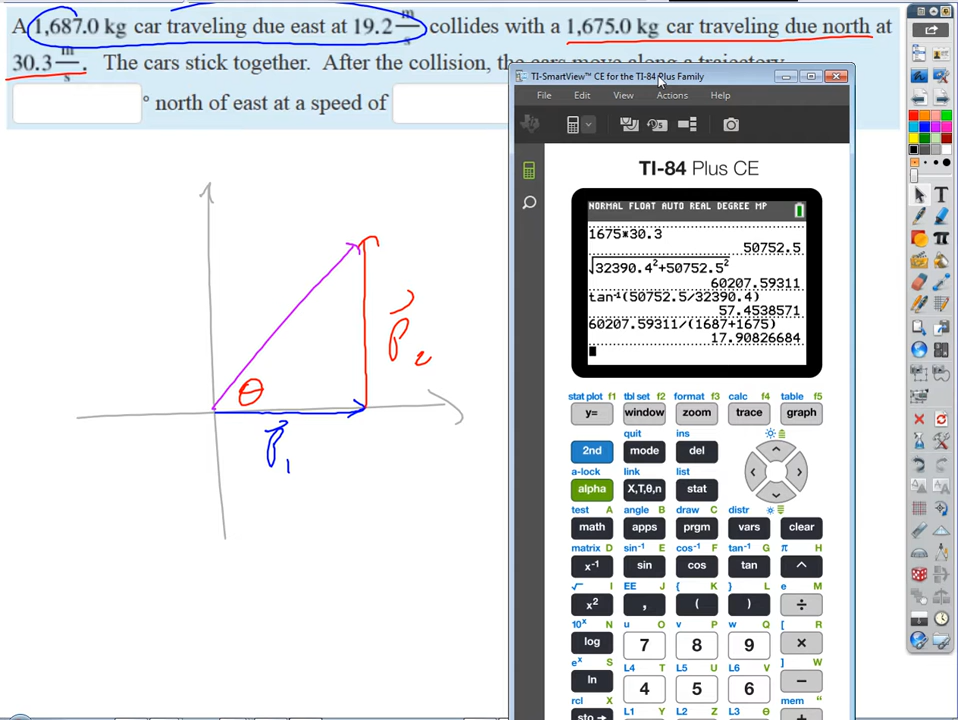 A 1,687.0 kg car traveling due east at 19.2 m/s collides with a 1,675.0 kg car traveling due north at
30.3 m/s. The cars stick together. After the collision, the cars move along a trajectory
° north of east at a speed of
TI-SmartView™ CE for the TI-84 Plus Family
File Edit View Actions Help
TI-84 Plus CE
NORMAL FLOAT AUTO REAL DEGREE MP
1675*30.3
50752.5
√32390.4²+50752.5²
60207.59311
tan⁻¹(50752.5/32390.4)
57.4538571
60207.59311/(1687+1675)
17.90826684
P₂
θ
P₁
stat plot f1 tbl set f2 format f3 calc f4 table f5
y= window zoom trace graph
quit ins
2nd mode del
a-lock link list
alpha X,T,θ,n stat
test A angle B draw C distr
math apps prgm vars clear
matrix D sin⁻¹ E cos⁻¹ F tan⁻¹ G π H
x⁻¹ sin cos tan ^
√ I EE J { K } L e M
x² , ( ) ÷
10ˣ N u O v P w Q [ R
log 7 8 9 ×
eˣ S L4 T L5 U L6 V ] W
ln 4 5 6 −
rcl X L1 Y L2 Z L3 θ mem "
sto→ +
T
π